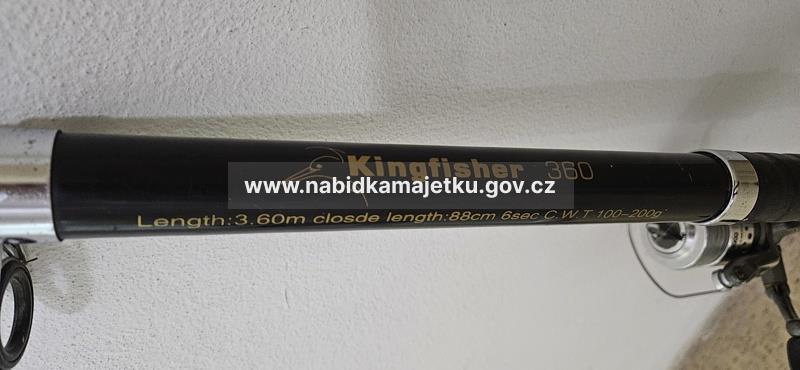 Kingfisher 360
www.nabidkamajetku.gov.cz
Length:3.60m closde length:88cm 6sec C.W.T 100-200g